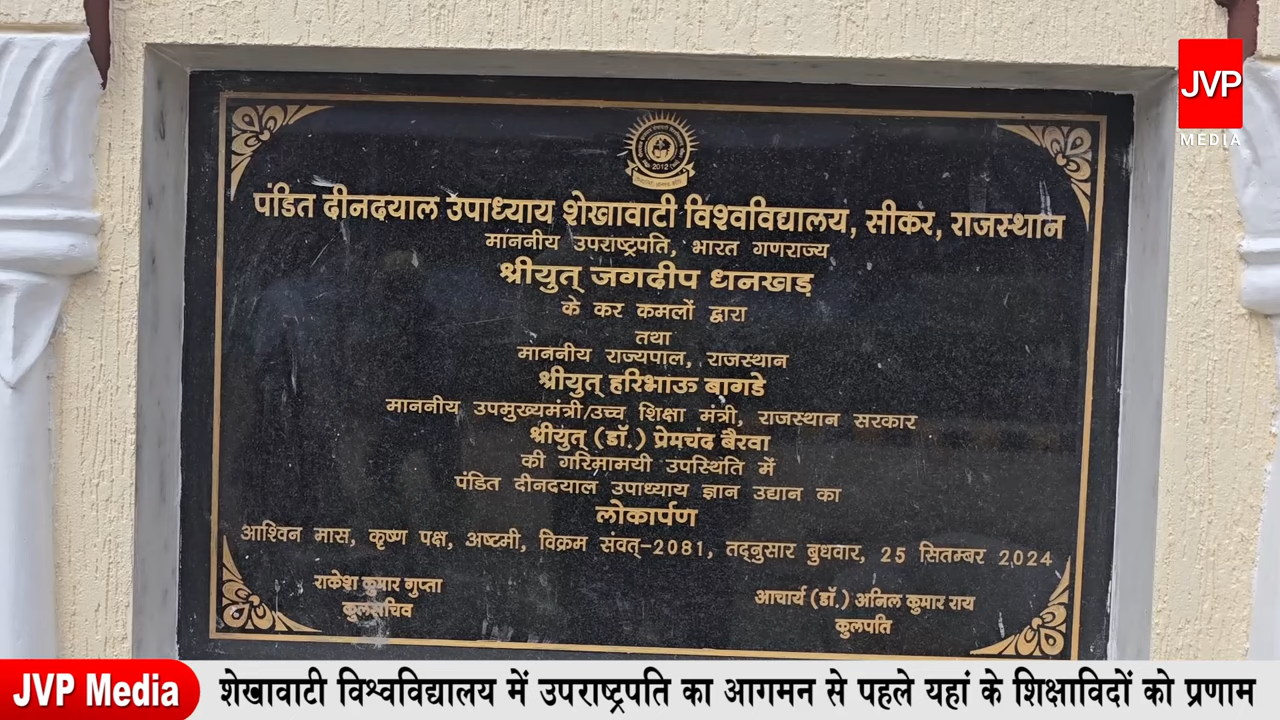 JVP
MEDIA
2012
पंडित दीनदयाल उपाध्याय शेखावाटी विश्वविद्यालय, सीकर, राजस्थान
माननीय उपराष्ट्रपति, भारत गणराज्य
श्रीयुत् जगदीप धनखड़
के कर कमलों द्वारा
तथा
माननीय राज्यपाल, राजस्थान
श्रीयुत् हरिभाऊ बागडे
माननीय उपमुख्यमंत्री/उच्च शिक्षा मंत्री, राजस्थान सरकार
श्रीयुत् (डॉ.) प्रेमचंद बैरवा
की गरिमामयी उपस्थिति में
पंडित दीनदयाल उपाध्याय ज्ञान उद्यान का
लोकार्पण
आश्विन मास, कृष्ण पक्ष, अष्टमी, विक्रम संवत्-2081, तद्नुसार बुधवार, 25 सितम्बर 2024
राकेश कुमार गुप्ता
कुलसचिव
आचार्य (डॉ.) अनिल कुमार राय
कुलपति
JVP Media
शेखावाटी विश्वविद्यालय में उपराष्ट्रपति का आगमन से पहले यहां के शिक्षाविदों को प्रणाम